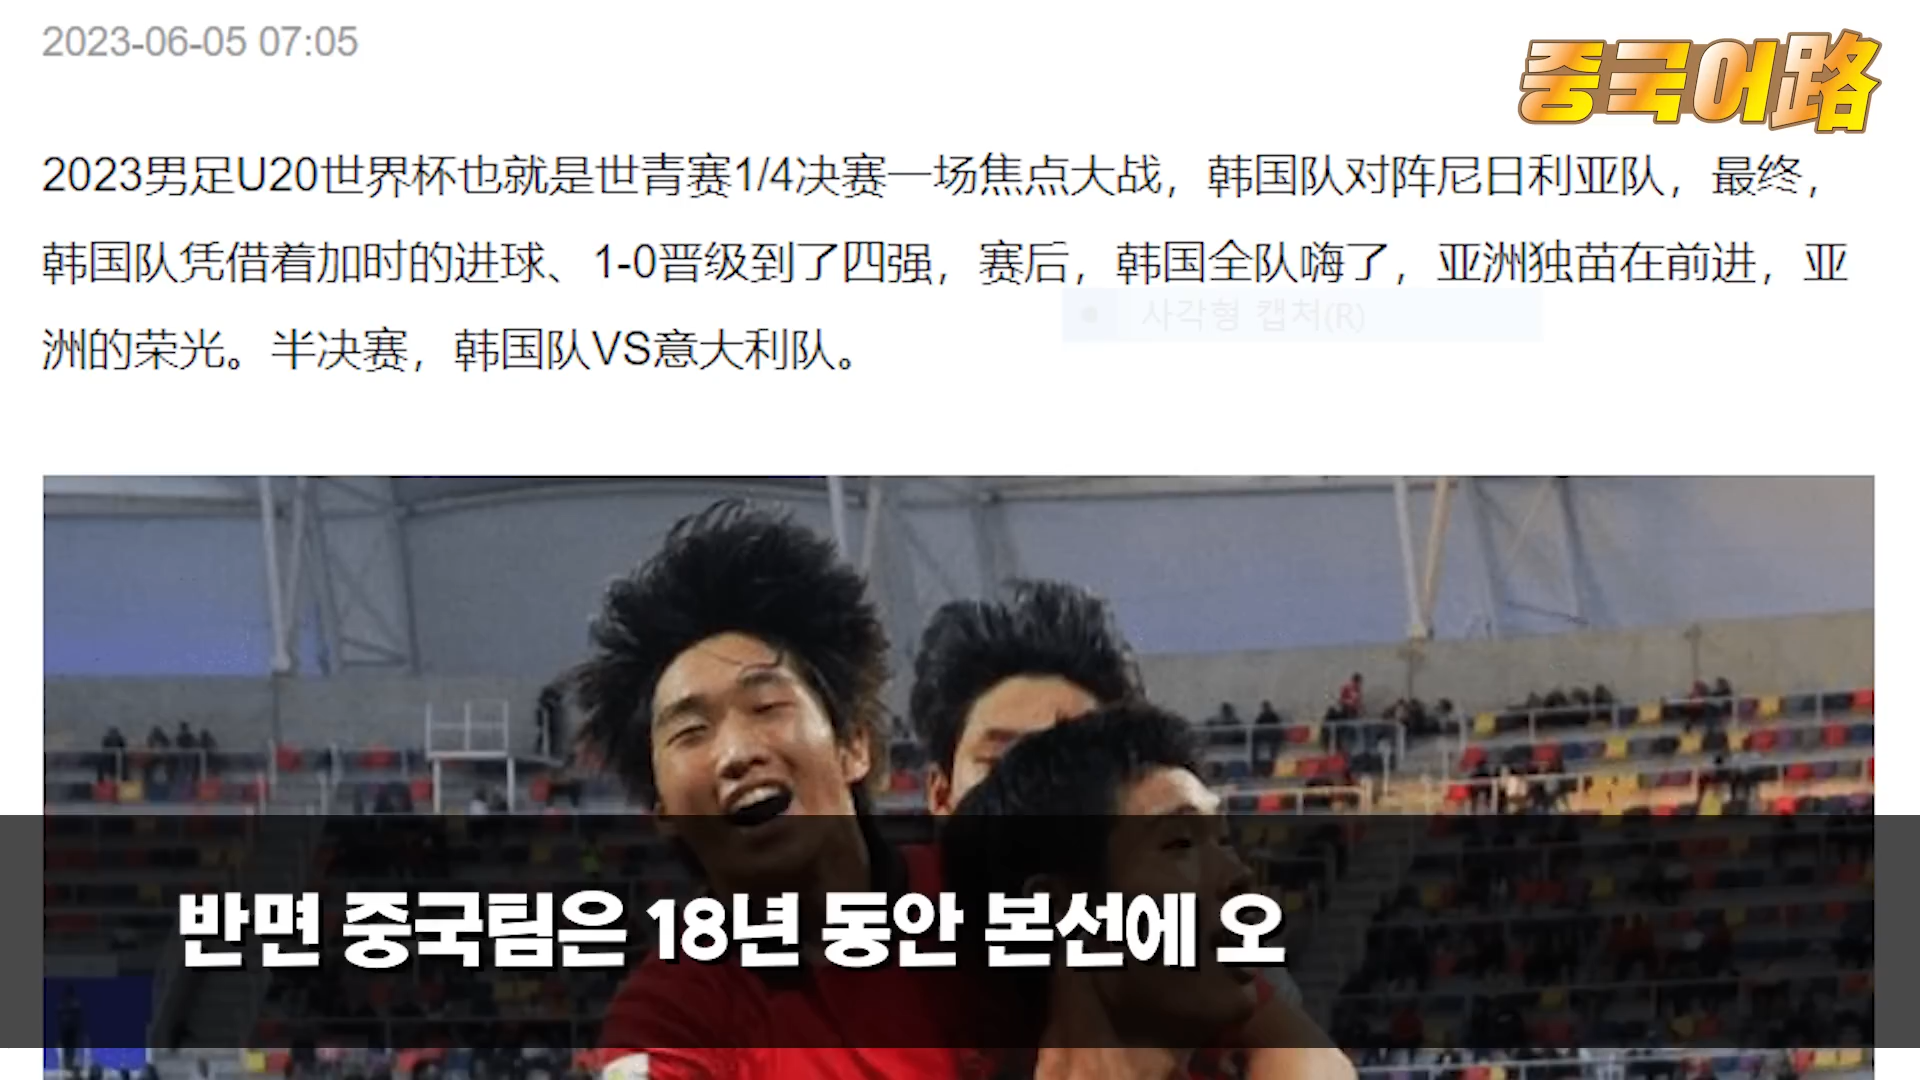 2023-06-05 07:05
중국어路
2023男足U20世界杯也就是世青赛1/4决赛一场焦点大战，韩国队对阵尼日利亚队，最终，
韩国队凭借着加时的进球、1-0晋级到了四强，赛后，韩国全队嗨了，亚洲独苗在前进，亚
사각형 캡처(R)
洲的荣光。半决赛，韩国队VS意大利队。
반면 중국팀은 18년 동안 본선에 오